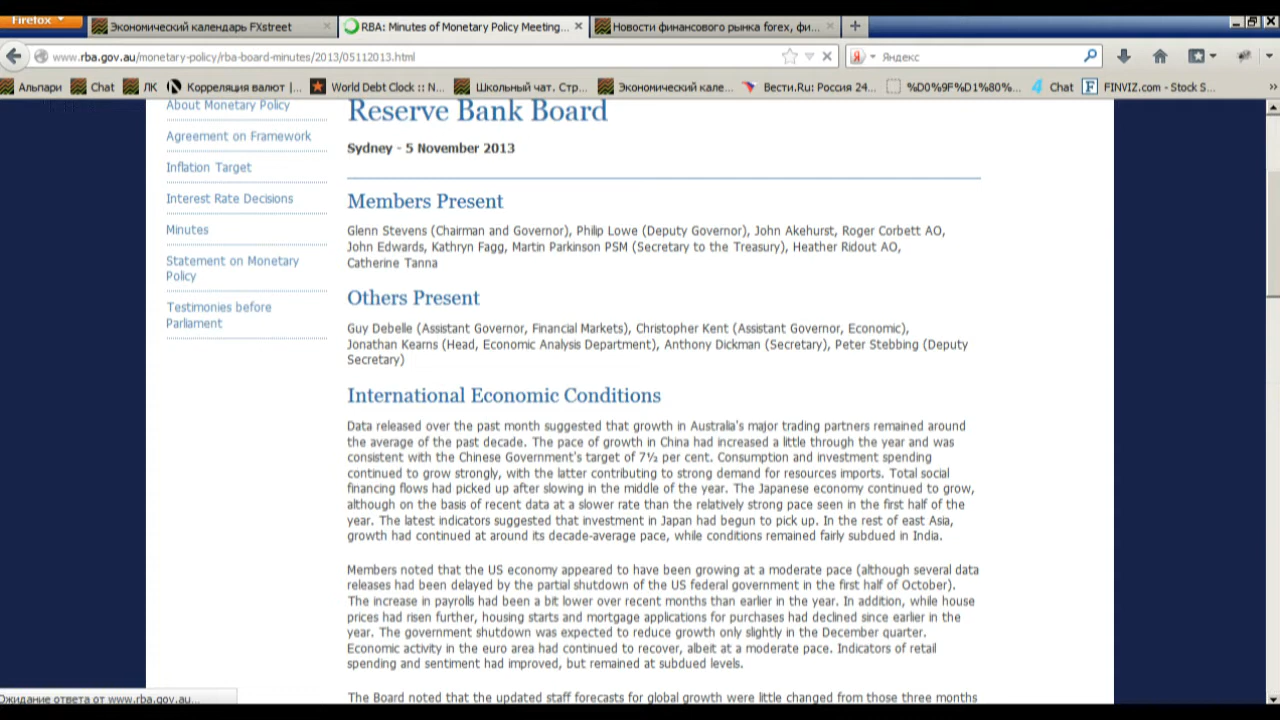 Firefox
Экономический календарь FXstreet
RBA: Minutes of Monetary Policy Meeting...
Новости финансового рынка forex, фи...
www.rba.gov.au/monetary-policy/rba-board-minutes/2013/05112013.html
Яндекс
Альпари
Chat
ЛК
Корреляция валют |...
World Debt Clock :: N...
Школьный чат. Стр...
Экономический кале...
Вести.Ru: Россия 24...
%D0%9F%D1%80%...
Chat
FINVIZ.com - Stock S...
About Monetary Policy
Agreement on Framework
Inflation Target
Interest Rate Decisions
Minutes
Statement on Monetary
Policy
Testimonies before
Parliament
Reserve Bank Board
Sydney - 5 November 2013
Members Present
Glenn Stevens (Chairman and Governor), Philip Lowe (Deputy Governor), John Akehurst, Roger Corbett AO,
John Edwards, Kathryn Fagg, Martin Parkinson PSM (Secretary to the Treasury), Heather Ridout AO,
Catherine Tanna
Others Present
Guy Debelle (Assistant Governor, Financial Markets), Christopher Kent (Assistant Governor, Economic),
Jonathan Kearns (Head, Economic Analysis Department), Anthony Dickman (Secretary), Peter Stebbing (Deputy
Secretary)
International Economic Conditions
Data released over the past month suggested that growth in Australia's major trading partners remained around
the average of the past decade. The pace of growth in China had increased a little through the year and was
consistent with the Chinese Government's target of 7½ per cent. Consumption and investment spending
continued to grow strongly, with the latter contributing to strong demand for resources imports. Total social
financing flows had picked up after slowing in the middle of the year. The Japanese economy continued to grow,
although on the basis of recent data at a slower rate than the relatively strong pace seen in the first half of the
year. The latest indicators suggested that investment in Japan had begun to pick up. In the rest of east Asia,
growth had continued at around its decade-average pace, while conditions remained fairly subdued in India.
Members noted that the US economy appeared to have been growing at a moderate pace (although several data
releases had been delayed by the partial shutdown of the US federal government in the first half of October).
The increase in payrolls had been a bit lower over recent months than earlier in the year. In addition, while house
prices had risen further, housing starts and mortgage applications for purchases had declined since earlier in the
year. The government shutdown was expected to reduce growth only slightly in the December quarter.
Economic activity in the euro area had continued to recover, albeit at a moderate pace. Indicators of retail
spending and sentiment had improved, but remained at subdued levels.
The Board noted that the updated staff forecasts for global growth were little changed from those three months
Ожидание ответа от www.rba.gov.au...